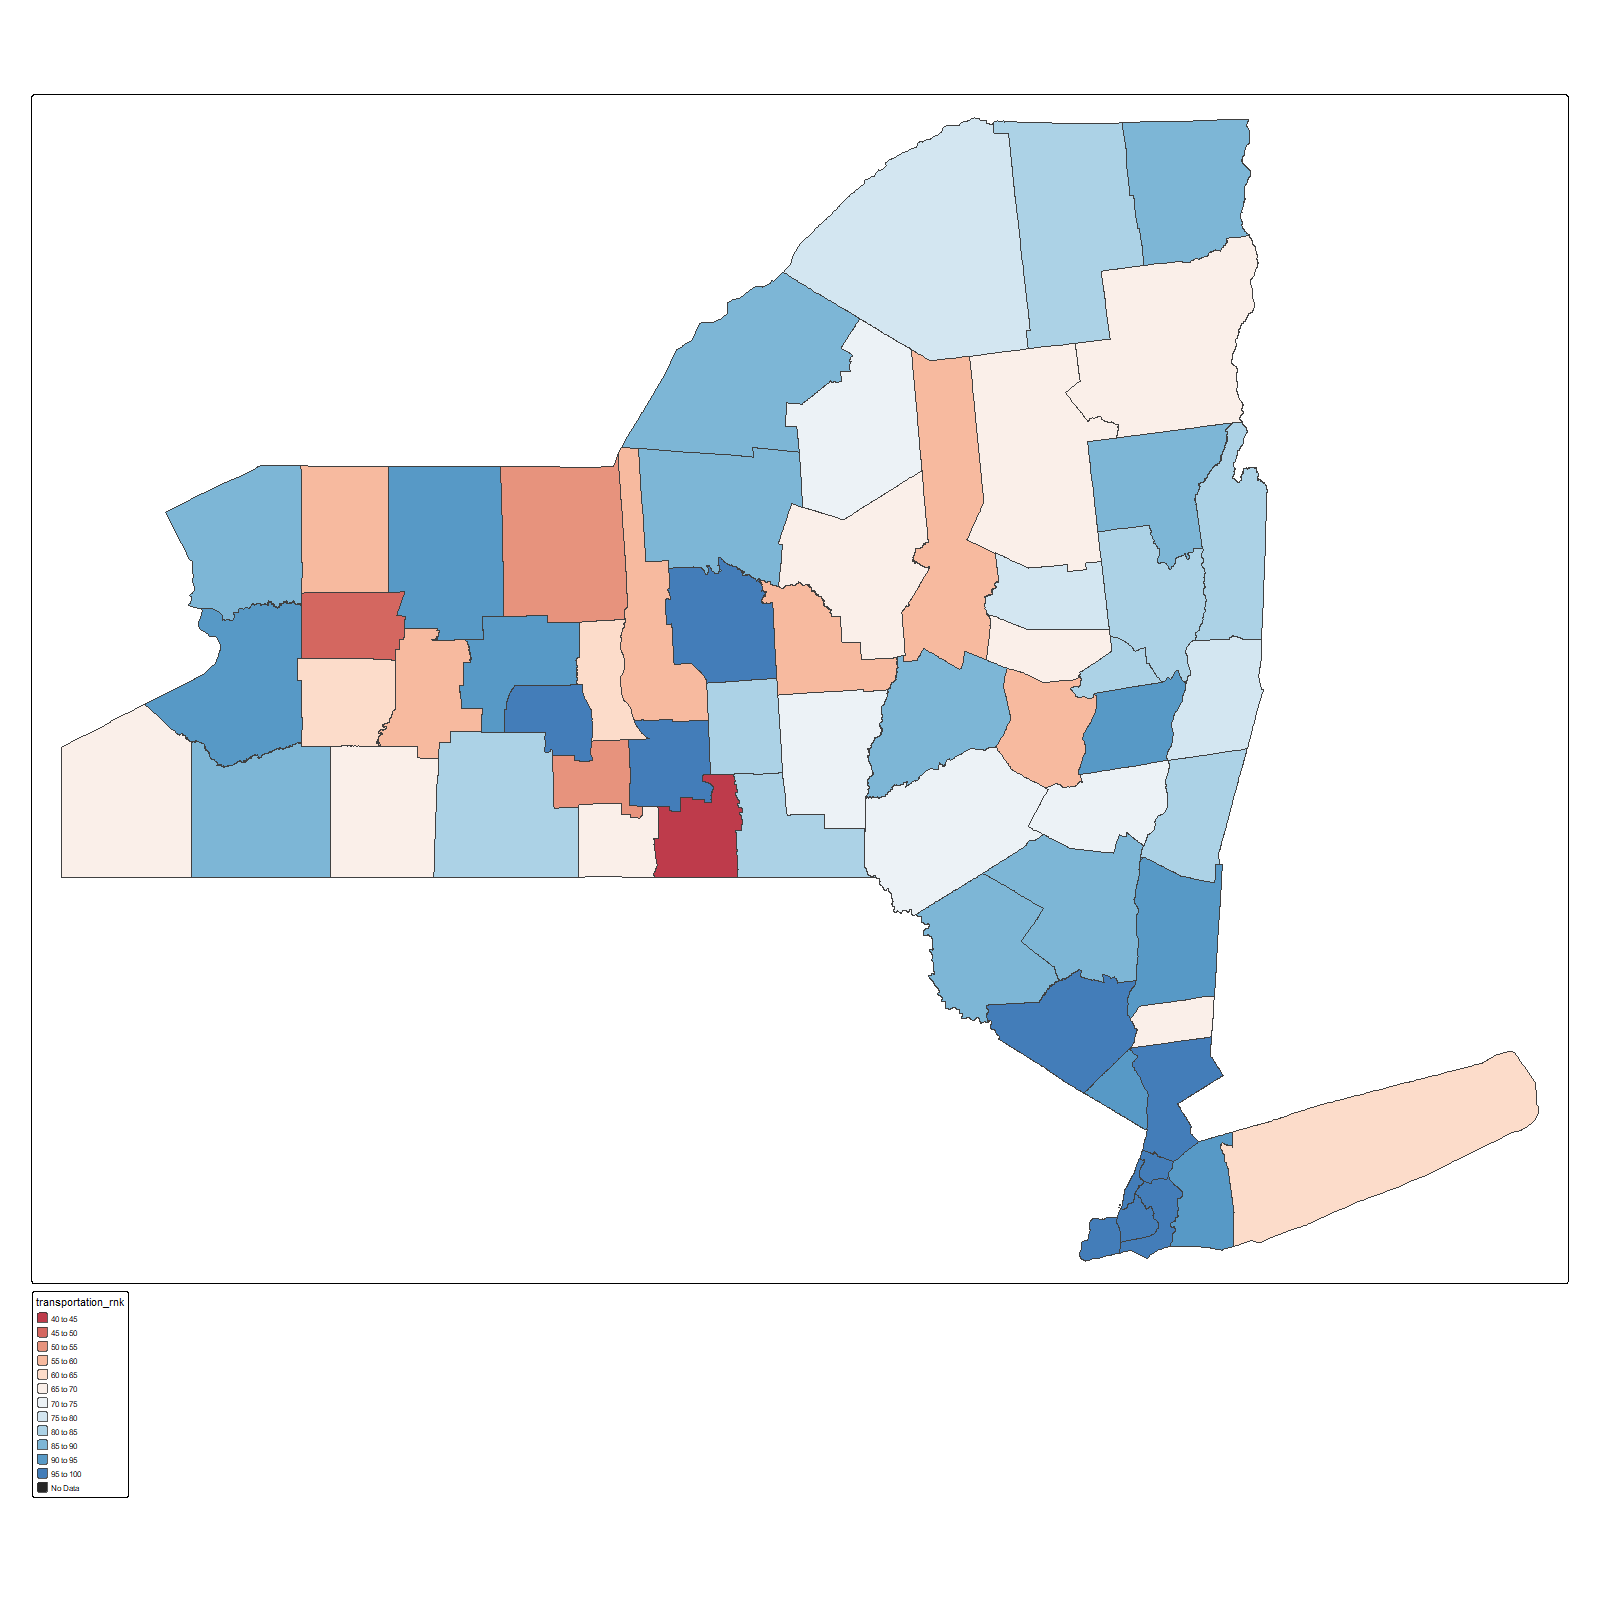 transportation_rnk
40 to 45
45 to 50
50 to 55
55 to 60
60 to 65
65 to 70
70 to 75
75 to 80
80 to 85
85 to 90
90 to 95
95 to 100
No Data